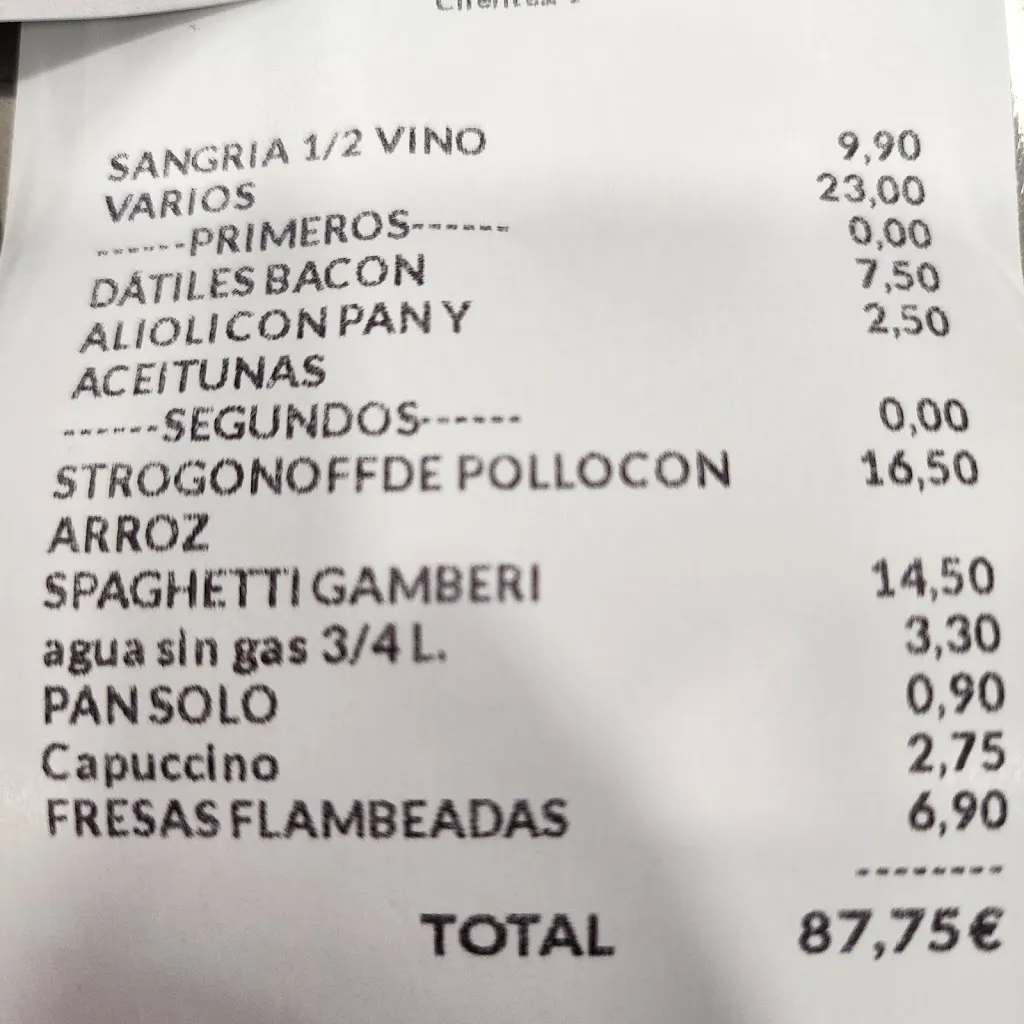 SANGRIA 1/2 VINO 9,90
VARIOS 23,00
------PRIMEROS------ 0,00
DÁTILES BACON 7,50
ALIOLI CON PAN Y 2,50
ACEITUNAS
------SEGUNDOS------ 0,00
STROGONOFFDE POLLO CON 16,50
ARROZ
SPAGHETTI GAMBERI 14,50
agua sin gas 3/4 L. 3,30
PAN SOLO 0,90
Capuccino 2,75
FRESAS FLAMBEADAS 6,90
--------
TOTAL 87,75€